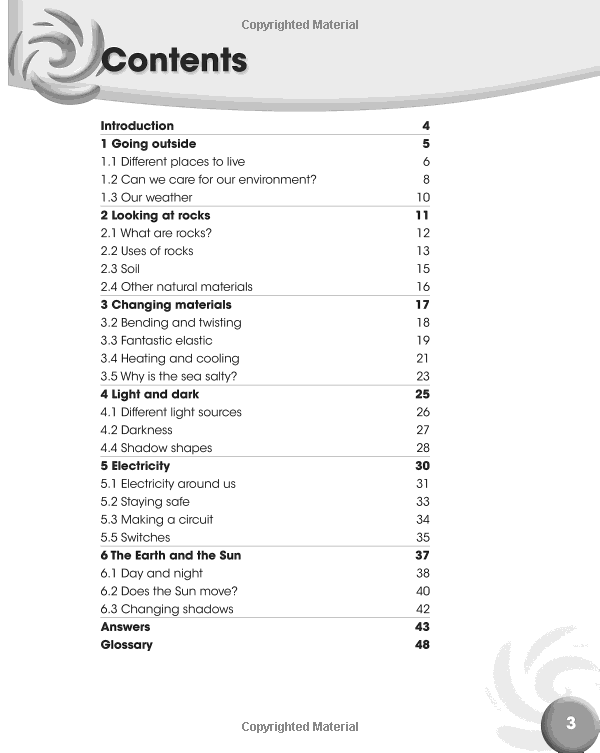 Copyrighted Material
Contents
Introduction 4
1 Going outside 5
1.1 Different places to live 6
1.2 Can we care for our environment? 8
1.3 Our weather 10
2 Looking at rocks 11
2.1 What are rocks? 12
2.2 Uses of rocks 13
2.3 Soil 15
2.4 Other natural materials 16
3 Changing materials 17
3.2 Bending and twisting 18
3.3 Fantastic elastic 19
3.4 Heating and cooling 21
3.5 Why is the sea salty? 23
4 Light and dark 25
4.1 Different light sources 26
4.2 Darkness 27
4.4 Shadow shapes 28
5 Electricity 30
5.1 Electricity around us 31
5.2 Staying safe 33
5.3 Making a circuit 34
5.5 Switches 35
6 The Earth and the Sun 37
6.1 Day and night 38
6.2 Does the Sun move? 40
6.3 Changing shadows 42
Answers 43
Glossary 48
3
Copyrighted Material